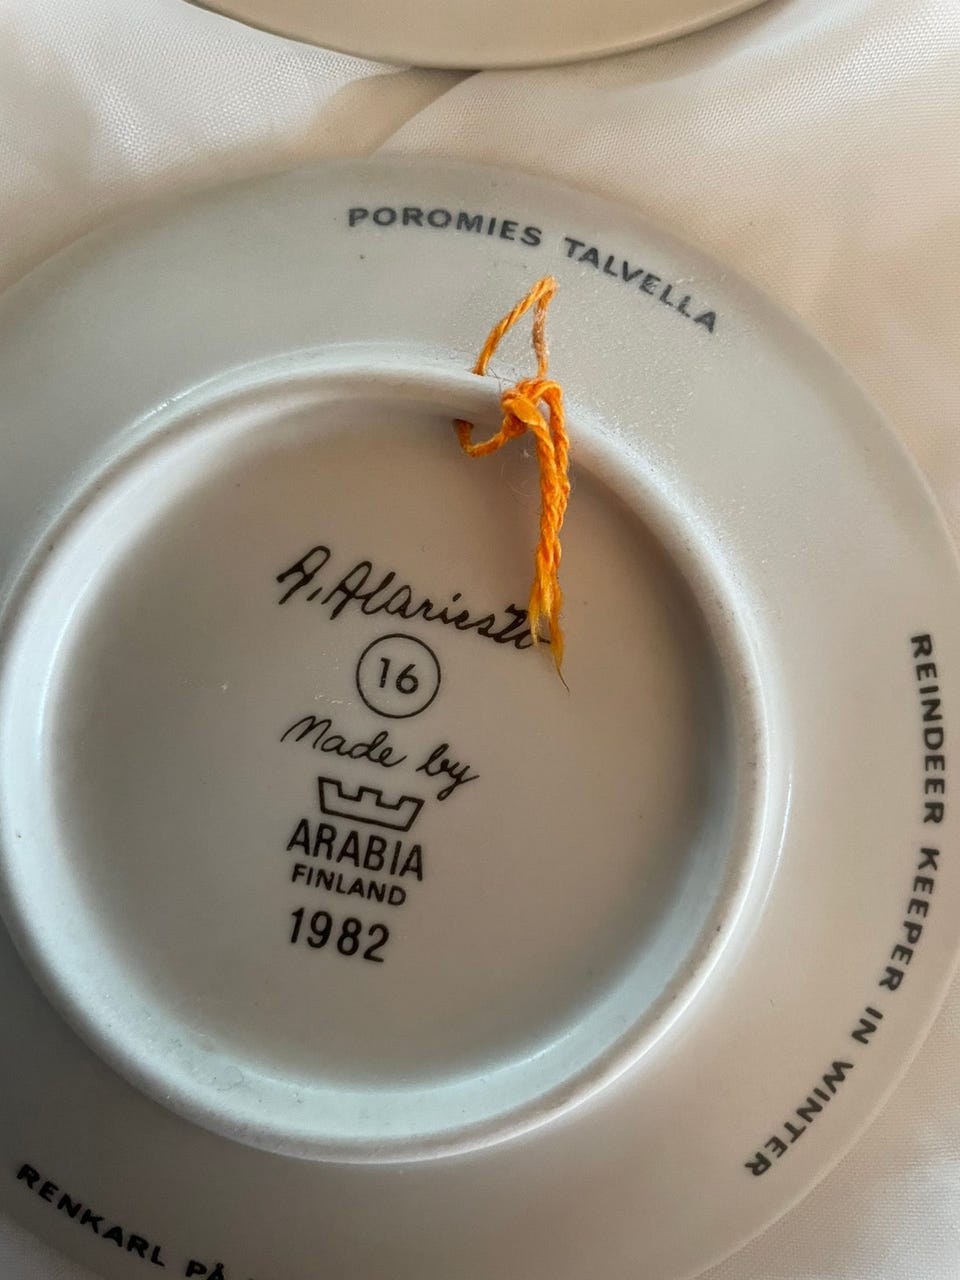 POROMIES TALVELLA
REINDEER KEEPER IN WINTER
RENKARL PÅ
A. Alariesto
16
Made by
ARABIA
FINLAND
1982